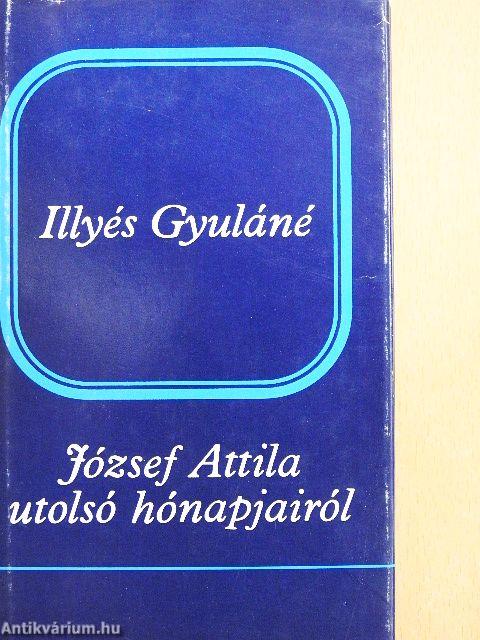 Illyés Gyuláné
József Attila
utolsó hónapjairól
Antikvárium.hu